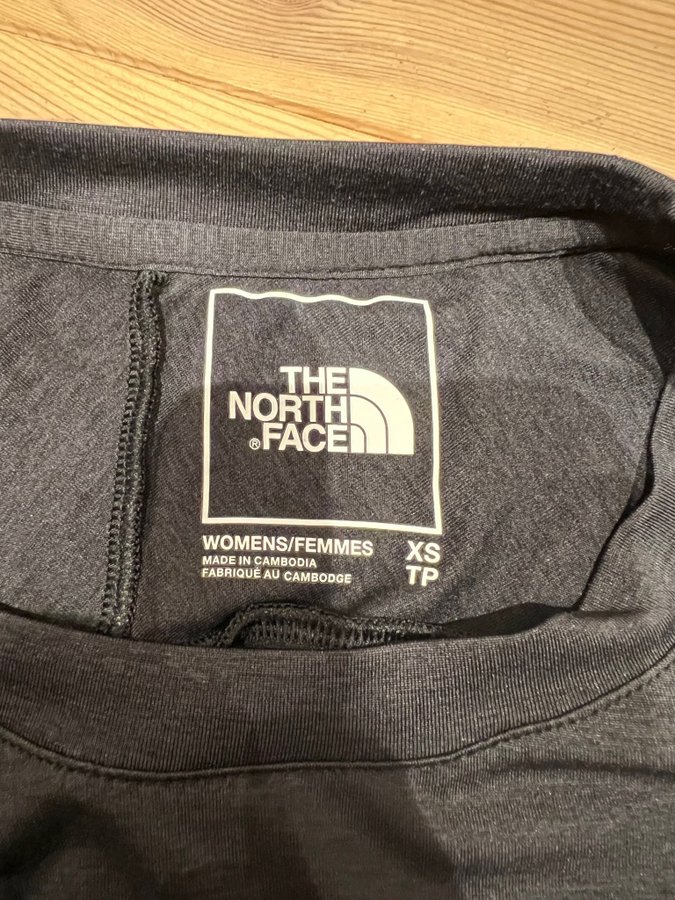 THE
NORTH
®FACE
WOMENS/FEMMES XS
MADE IN CAMBODIA
FABRIQUÉ AU CAMBODGE TP